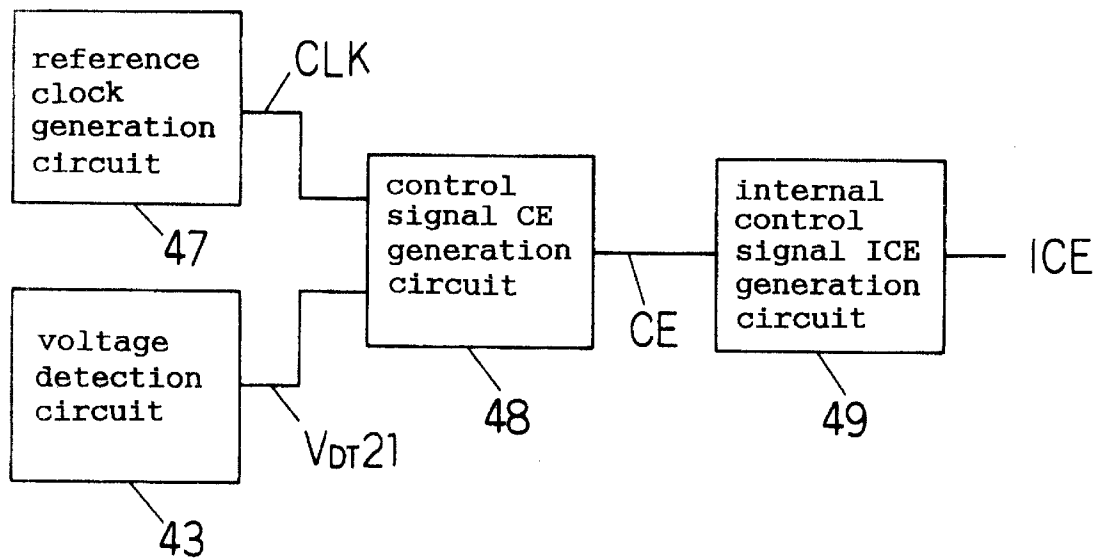 reference
clock
generation
circuit
CLK
47
voltage
detection
circuit
VDT21
43
control
signal CE
generation
circuit
48
CE
internal
control
signal ICE
generation
circuit
49
ICE